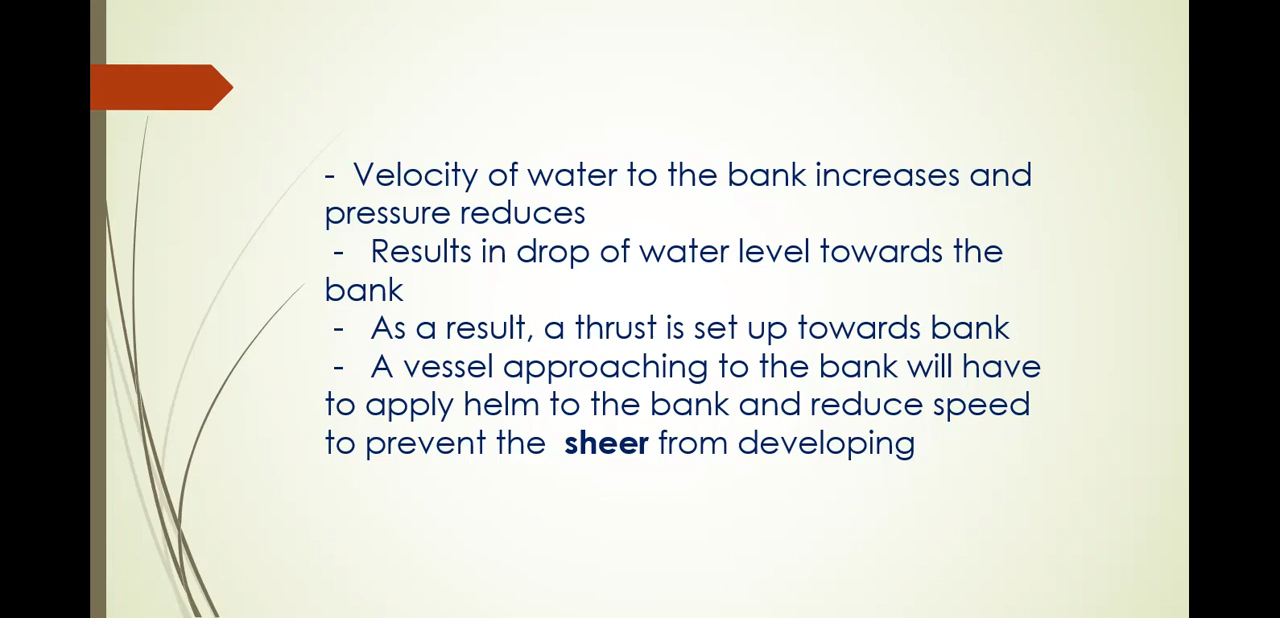 - Velocity of water to the bank increases and
pressure reduces
- Results in drop of water level towards the
bank
- As a result, a thrust is set up towards bank
- A vessel approaching to the bank will have
to apply helm to the bank and reduce speed
to prevent the sheer from developing